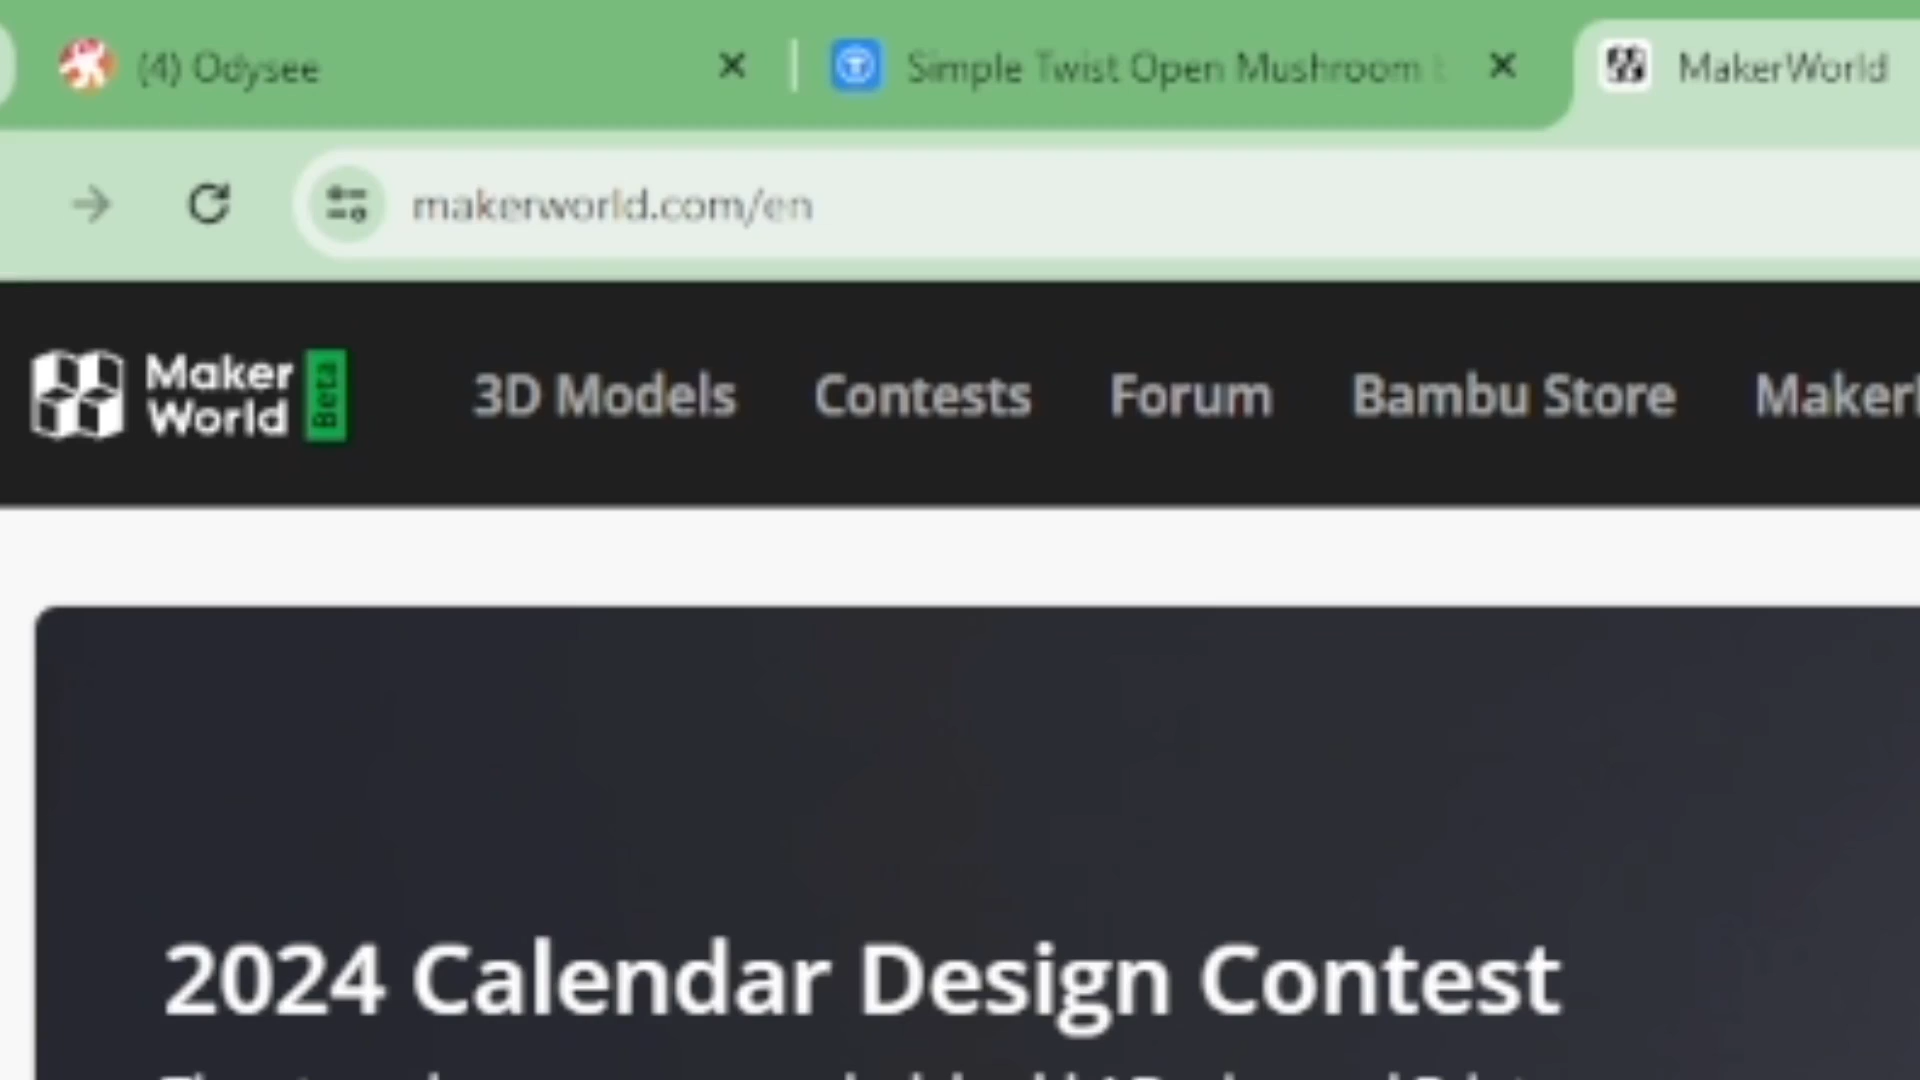 (4) Odysee
Simple Twist Open Mushroom
MakerWorld
makerworld.com/en
Maker
World
Beta
3D Models
Contests
Forum
Bambu Store
Maker
2024 Calendar Design Contest